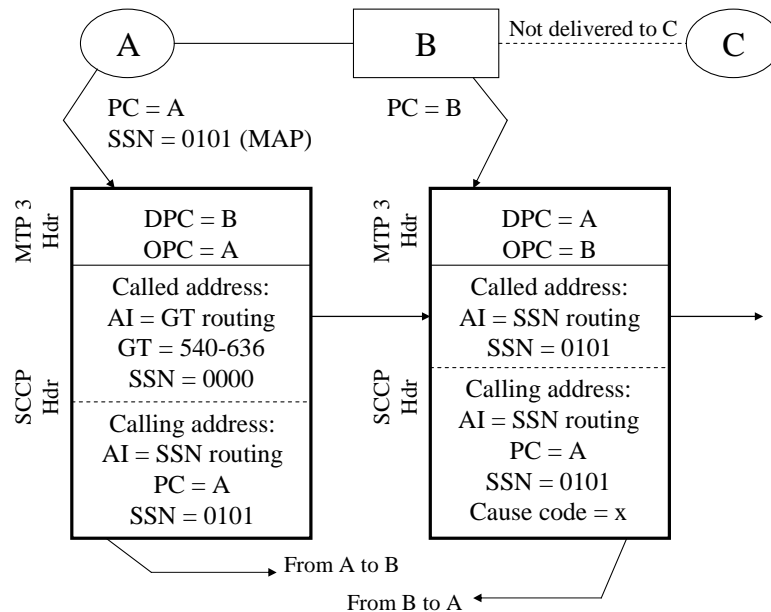 A
B
Not delivered to C
C
PC = A
SSN = 0101 (MAP)
PC = B
MTP 3
Hdr
DPC = B
OPC = A
SCCP
Hdr
Called address:
AI = GT routing
GT = 540-636
SSN = 0000
Calling address:
AI = SSN routing
PC = A
SSN = 0101
MTP 3
Hdr
DPC = A
OPC = B
SCCP
Hdr
Called address:
AI = SSN routing
SSN = 0101
Calling address:
AI = SSN routing
PC = A
SSN = 0101
Cause code = x
From A to B
From B to A